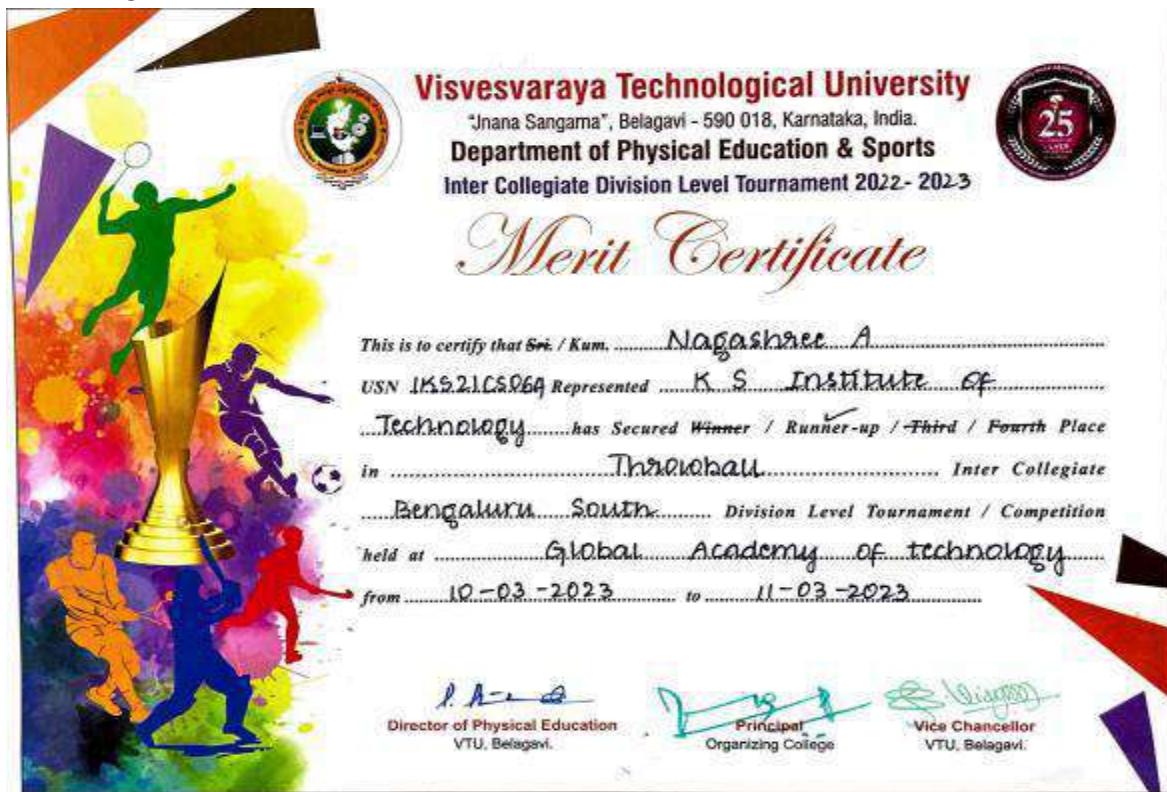 Visvesvaraya Technological University
"Jnana Sangama", Belagavi - 590 018, Karnataka, India.
Department of Physical Education & Sports
Inter Collegiate Division Level Tournament 2022-2023
25
Merit Certificate
This is to certify that Sri. / Kum. Nagashree A
USN 1KS21CS069 Represented K S Institute of
Technology has Secured Winner / Runner-up / Third / Fourth Place
in Throwball Inter Collegiate
Bengaluru South Division Level Tournament / Competition
held at Global Academy of technology
from 10-03-2023 to 11-03-2023
Director of Physical Education
VTU, Belagavi.
Principal
Organizing College
Vice Chancellor
VTU, Belagavi.